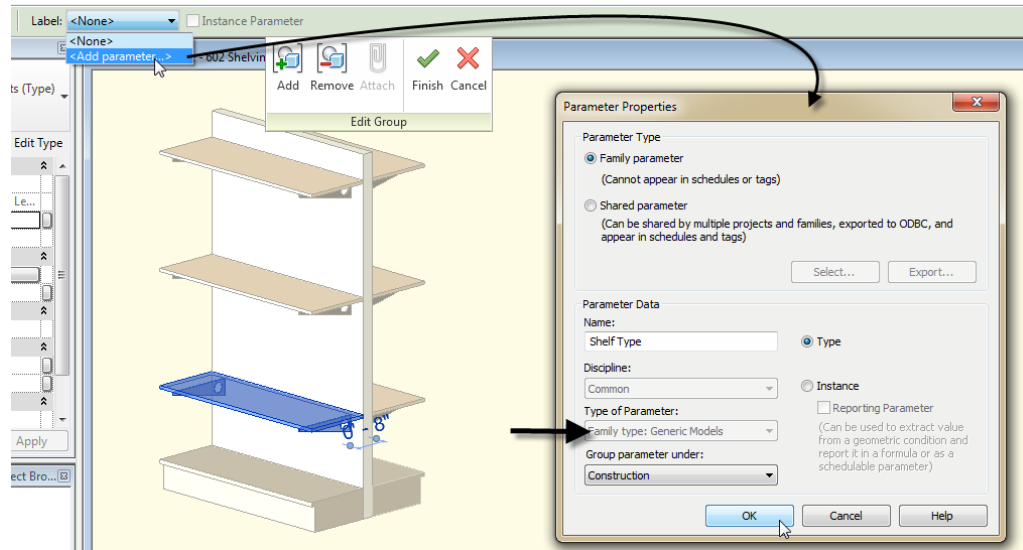 Label: <None>
Instance Parameter
<None>
<Add parameter...>
- 602 Shelvin
ts (Type)
Edit Type
Le...
Apply
ect Bro...
Add Remove Attach Finish Cancel
Edit Group
0' - 8"
Parameter Properties
Parameter Type
Family parameter
(Cannot appear in schedules or tags)
Shared parameter
(Can be shared by multiple projects and families, exported to ODBC, and
appear in schedules and tags)
Select... Export...
Parameter Data
Name:
Shelf Type
Type
Discipline:
Common
Instance
Reporting Parameter
Type of Parameter:
Family type: Generic Models
(Can be used to extract value
from a geometric condition and
report it in a formula or as a
schedulable parameter)
Group parameter under:
Construction
OK Cancel Help